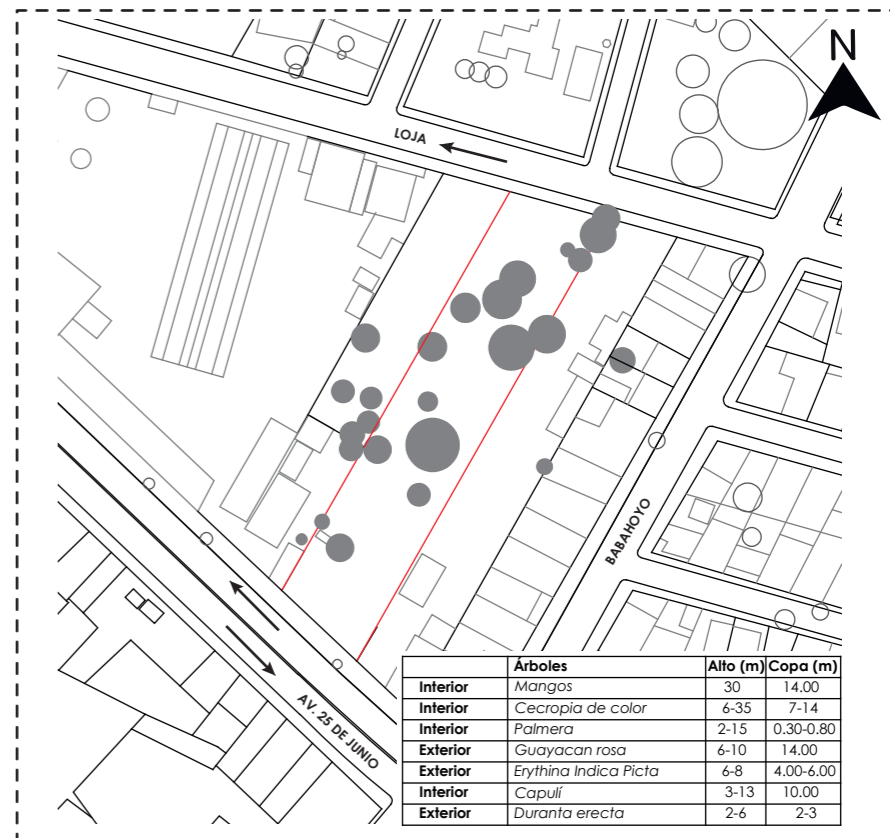 N
LOJA
BABAHOYO
AV. 25 DE JUNIO
Árboles Alto (m) Copa (m)
Interior Mangos 30 14.00
Interior Cecropia de color 6-35 7-14
Interior Palmera 2-15 0.30-0.80
Exterior Guayacan rosa 6-10 14.00
Exterior Erythina Indica Picta 6-8 4.00-6.00
Interior Capulí 3-13 10.00
Exterior Duranta erecta 2-6 2-3